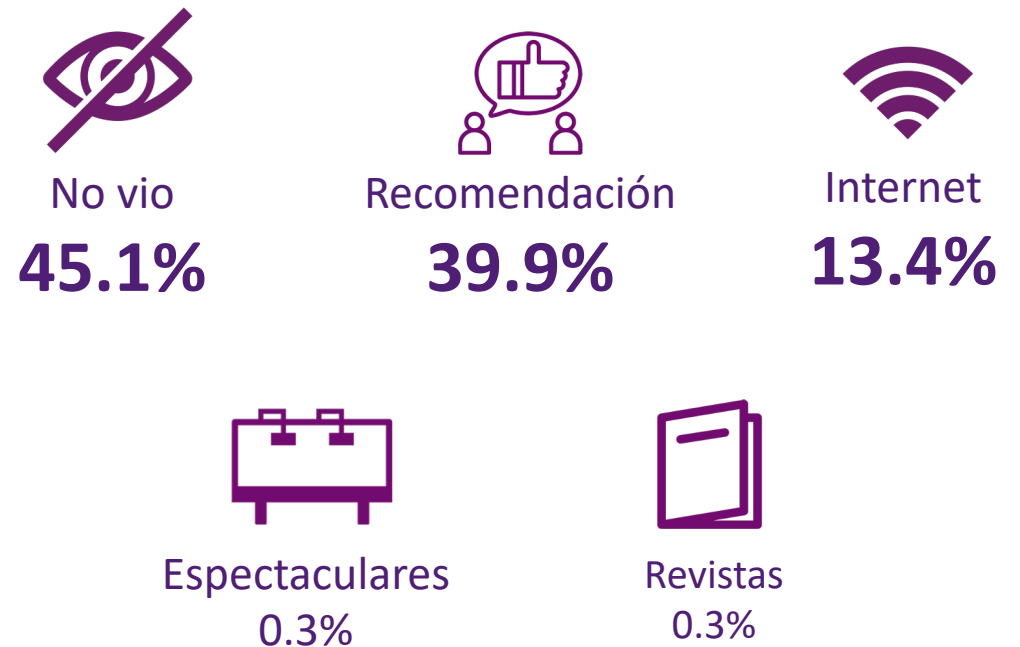 No vio
45.1%
Recomendación
39.9%
Internet
13.4%
Espectaculares
0.3%
Revistas
0.3%